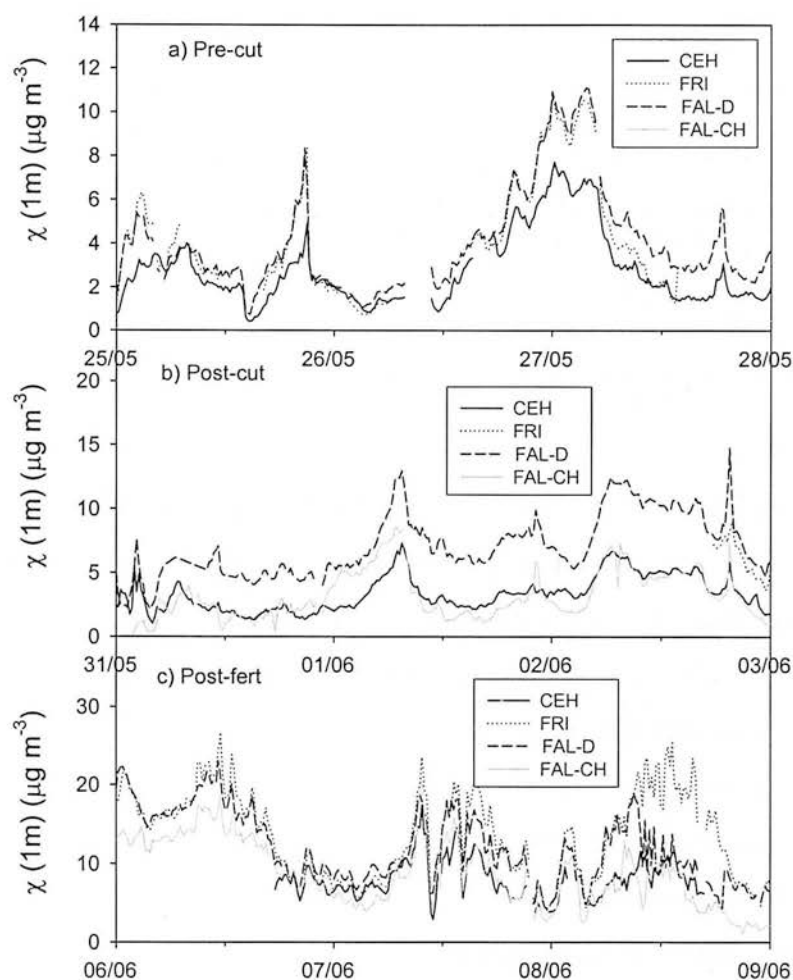 14
12
10
8
6
4
2
0
χ (1m) (μg m⁻³)
a) Pre-cut
CEH
FRI
FAL-D
FAL-CH
25/05
26/05
27/05
28/05
20
15
10
5
0
χ (1m) (μg m⁻³)
b) Post-cut
CEH
FRI
FAL-D
FAL-CH
31/05
01/06
02/06
03/06
30
20
10
0
χ (1m) (μg m⁻³)
c) Post-fert
CEH
FRI
FAL-D
FAL-CH
06/06
07/06
08/06
09/06